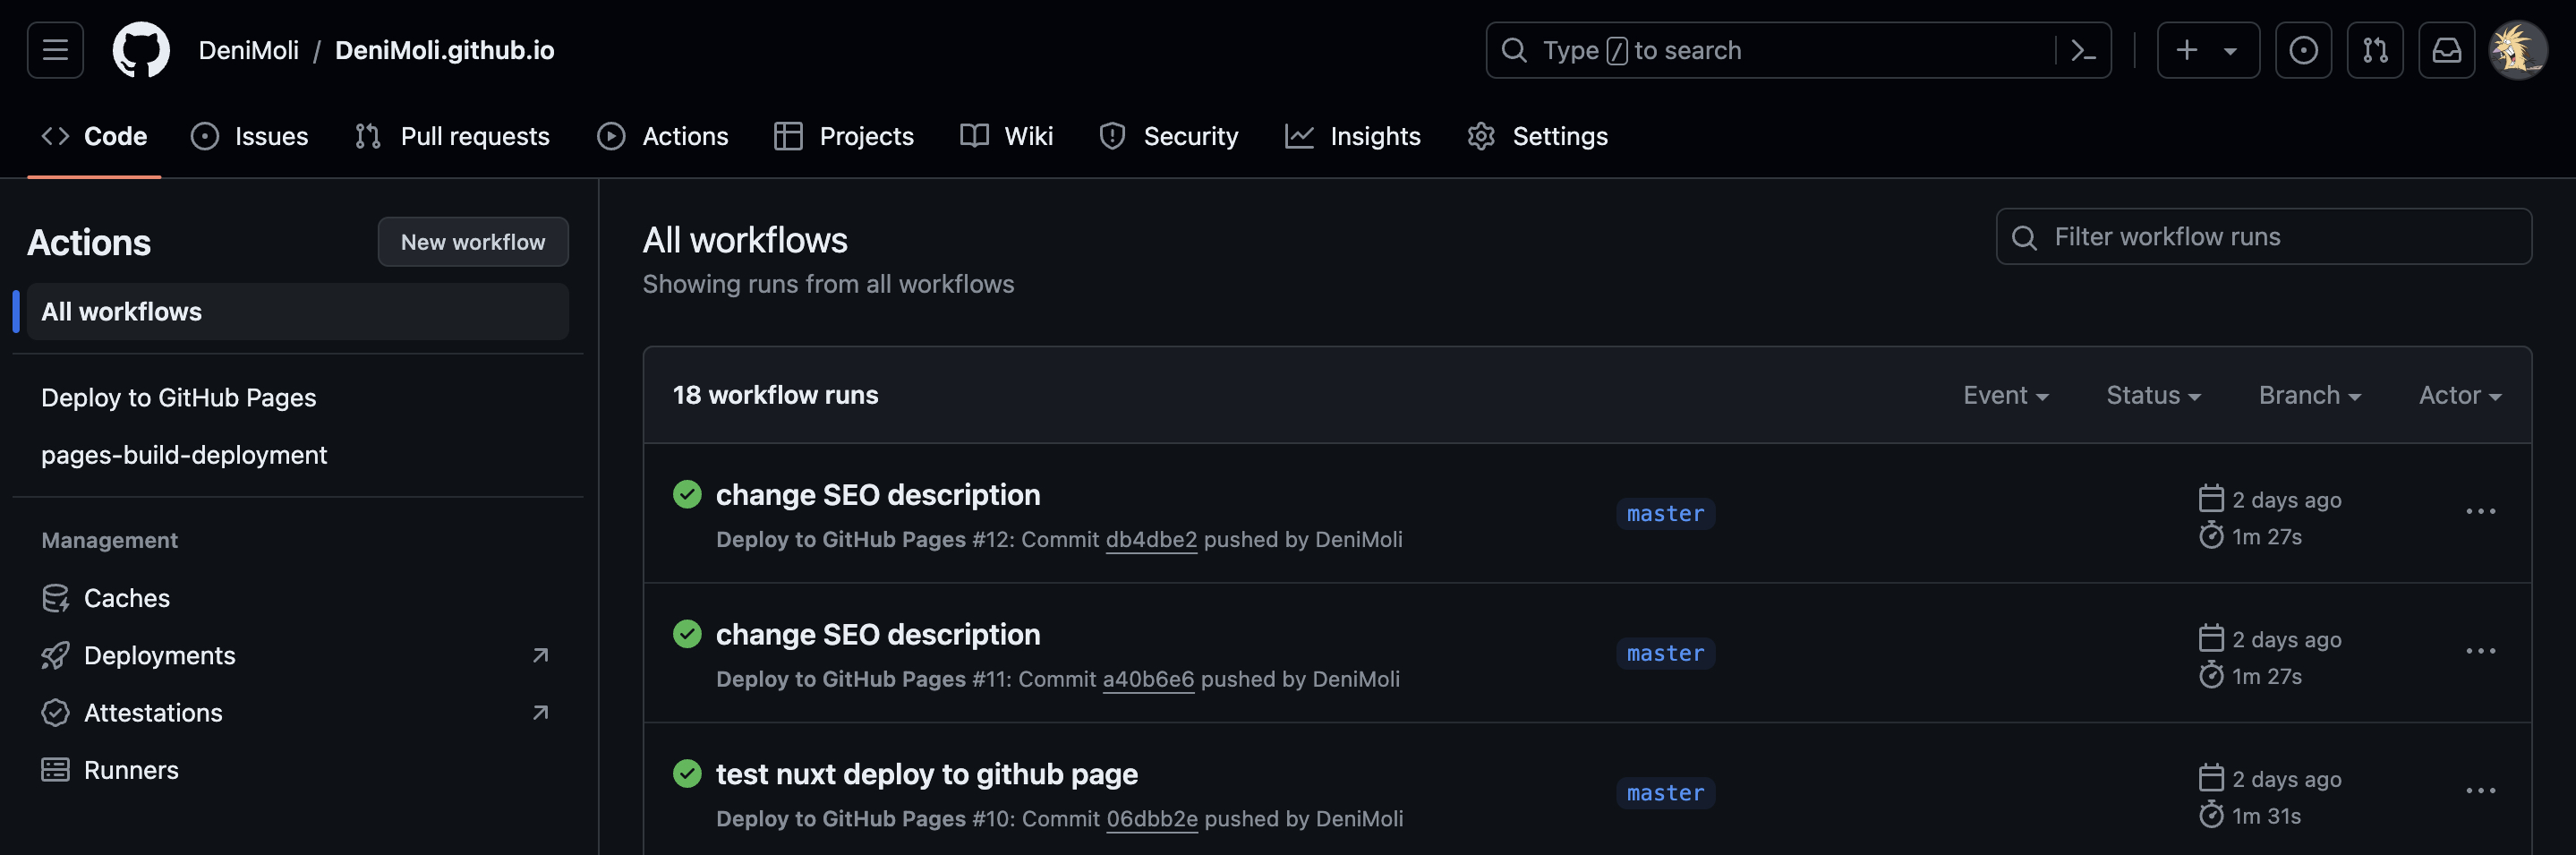 DeniMoli / DeniMoli.github.io
Type / to search
Code
Issues
Pull requests
Actions
Projects
Wiki
Security
Insights
Settings
Actions
New workflow
All workflows
Deploy to GitHub Pages
pages-build-deployment
Management
Caches
Deployments
Attestations
Runners
All workflows
Showing runs from all workflows
Filter workflow runs
18 workflow runs
Event
Status
Branch
Actor
change SEO description
Deploy to GitHub Pages #12: Commit db4dbe2 pushed by DeniMoli
master
2 days ago
1m 27s
change SEO description
Deploy to GitHub Pages #11: Commit a40b6e6 pushed by DeniMoli
master
2 days ago
1m 27s
test nuxt deploy to github page
Deploy to GitHub Pages #10: Commit 06dbb2e pushed by DeniMoli
master
2 days ago
1m 31s